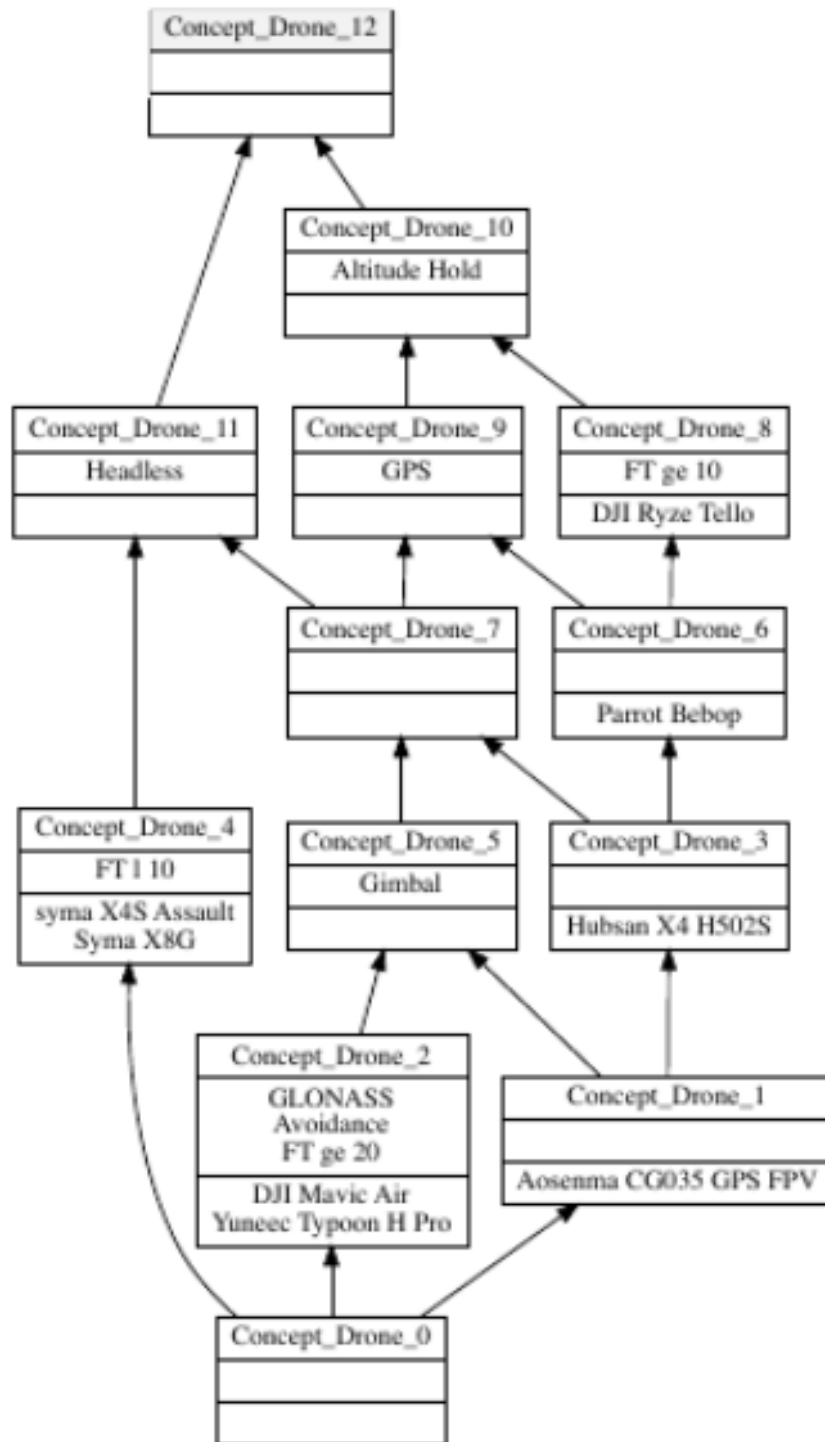 Concept_Drone_12
Concept_Drone_10
Altitude Hold
Concept_Drone_11
Headless
Concept_Drone_9
GPS
Concept_Drone_8
FT ge 10
DJI Ryze Tello
Concept_Drone_7
Concept_Drone_6
Parrot Bebop
Concept_Drone_4
FT l 10
syma X4S Assault
Syma X8G
Concept_Drone_5
Gimbal
Concept_Drone_3
Hubsan X4 H502S
Concept_Drone_2
GLONASS
Avoidance
FT ge 20
DJI Mavic Air
Yuneec Typoon H Pro
Concept_Drone_1
Aosenma CG035 GPS FPV
Concept_Drone_0